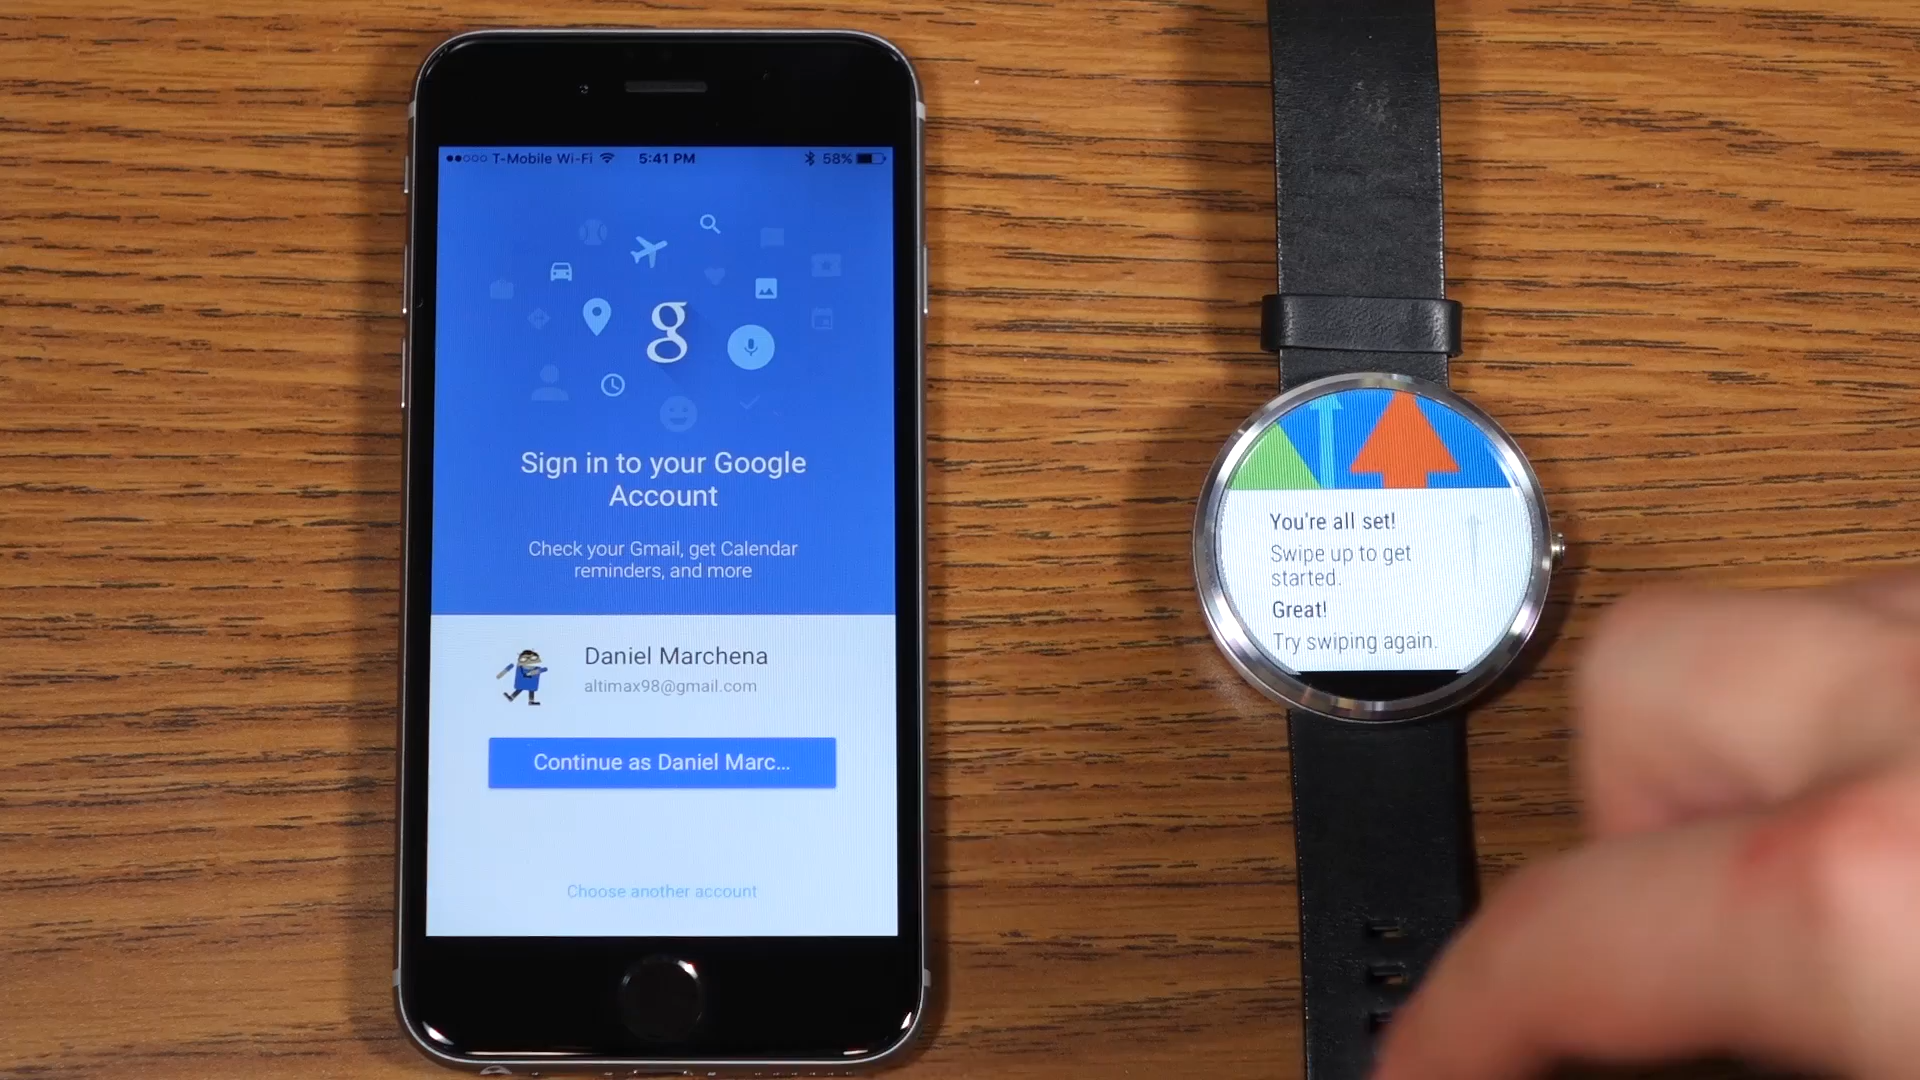 T-Mobile Wi-Fi 5:41 PM 58%
g
Sign in to your Google
Account
Check your Gmail, get Calendar
reminders, and more
Daniel Marchena
altimax98@gmail.com
Continue as Daniel Marc...
Choose another account
You're all set!
Swipe up to get
started.
Great!
Try swiping again.